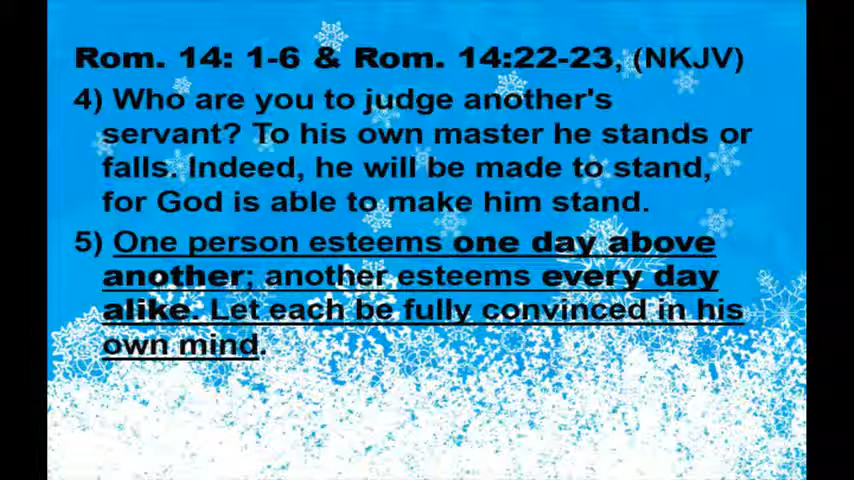 Rom. 14: 1-6 & Rom. 14:22-23, (NKJV)
4) Who are you to judge another's
servant? To his own master he stands or
falls. Indeed, he will be made to stand,
for God is able to make him stand.
5) One person esteems one day above
another; another esteems every day
alike. Let each be fully convinced in his
own mind.